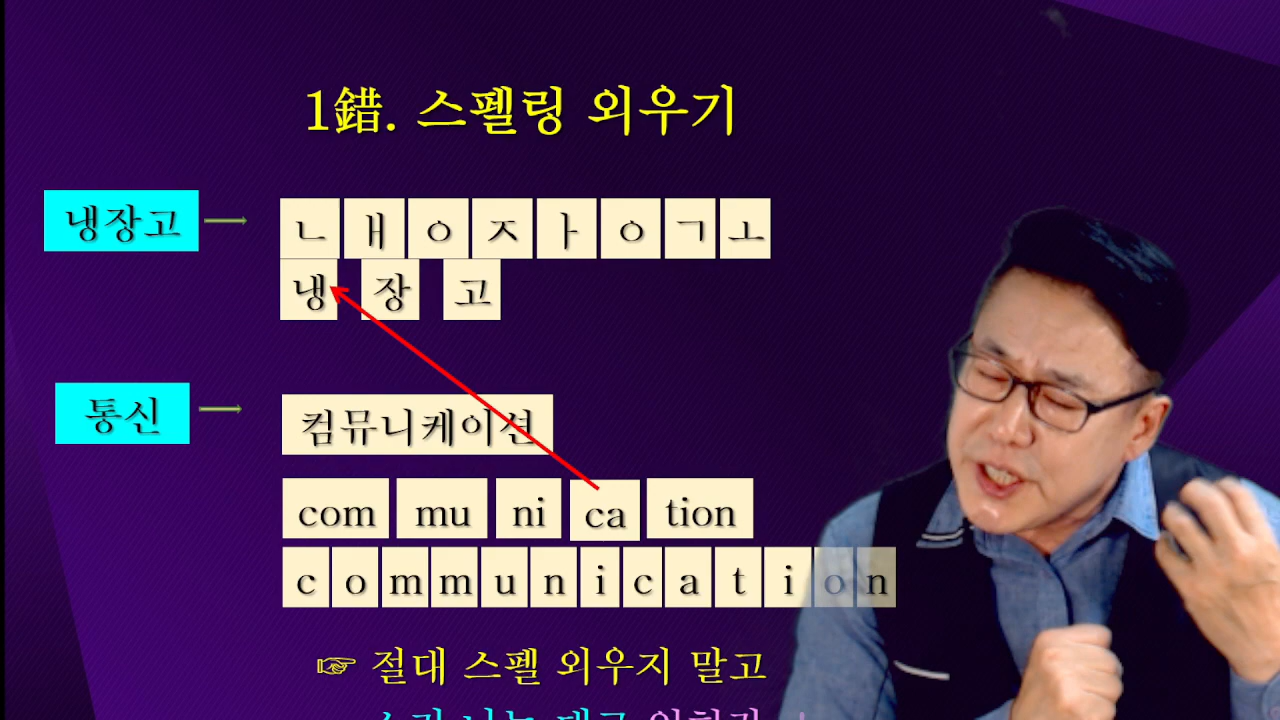 1錯. 스펠링 외우기
냉장고 ㄴ ㅐ ㅇ ㅈ ㅏ ㅇ ㄱ ㅗ
냉 장 고
통신 컴뮤니케이션
com mu ni ca tion
c o m m u n i c a t i o n
☞ 절대 스펠 외우지 말고